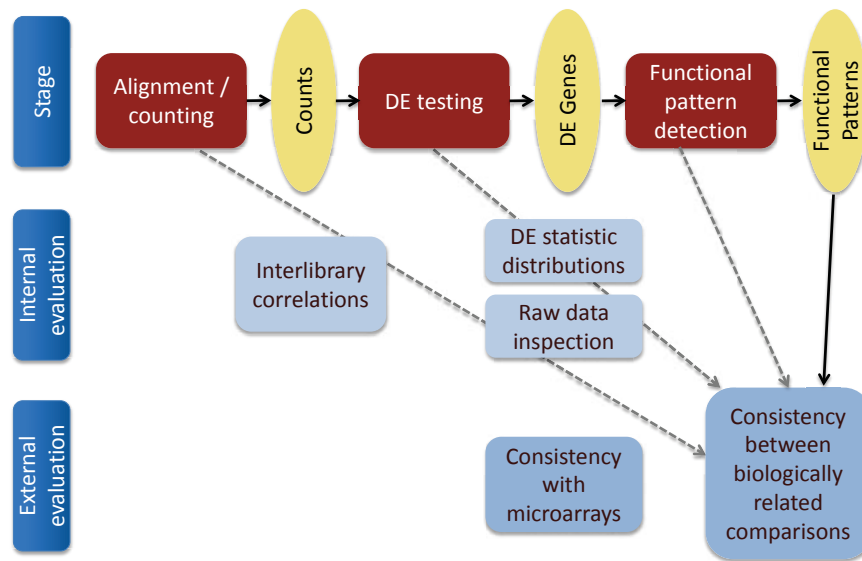 Stage
Alignment /
counting
Counts
DE testing
DE Genes
Functional
pattern
detection
Functional
Patterns
Internal
evaluation
Interlibrary
correlations
DE statistic
distributions
Raw data
inspection
External
evaluation
Consistency
with
microarrays
Consistency
between
biologically
related
comparisons